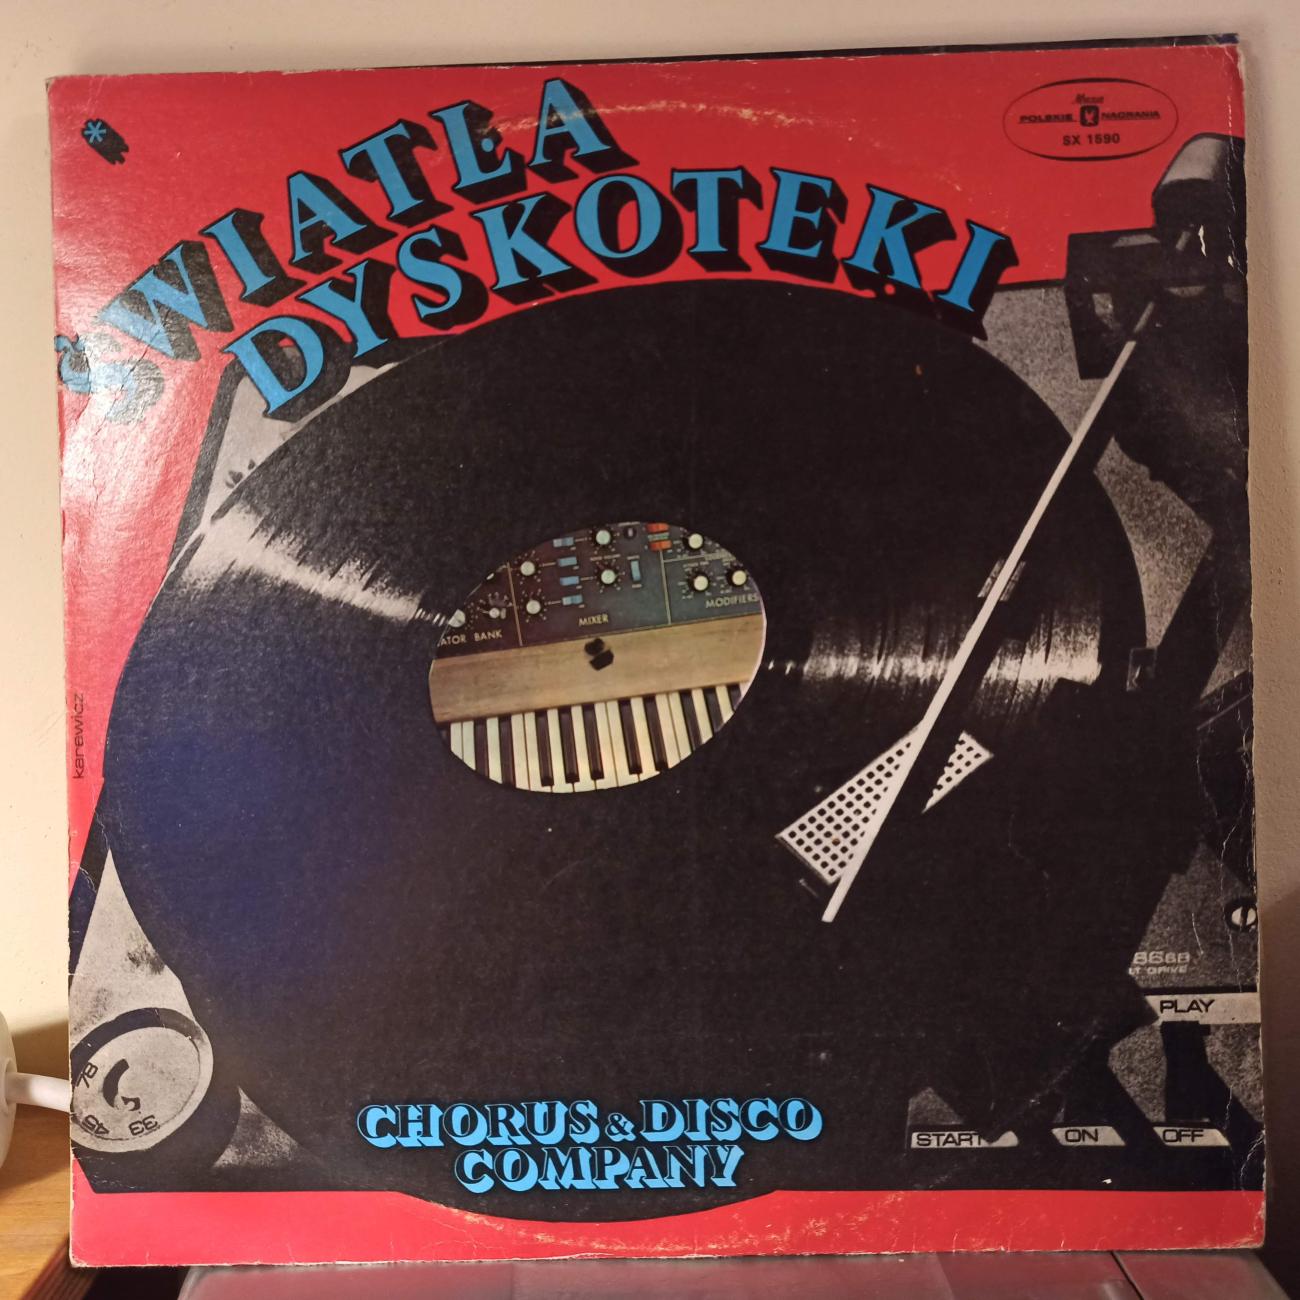 *
ŚWIATŁA
DYSKOTEKI
Muza
POLSKIE NAGRANIA
SX 1590
karewicz
ATOR BANK
MIXER
MODIFIERS
PLAY
START
ON
OFF
78
45
33
CHORUS & DISCO
COMPANY